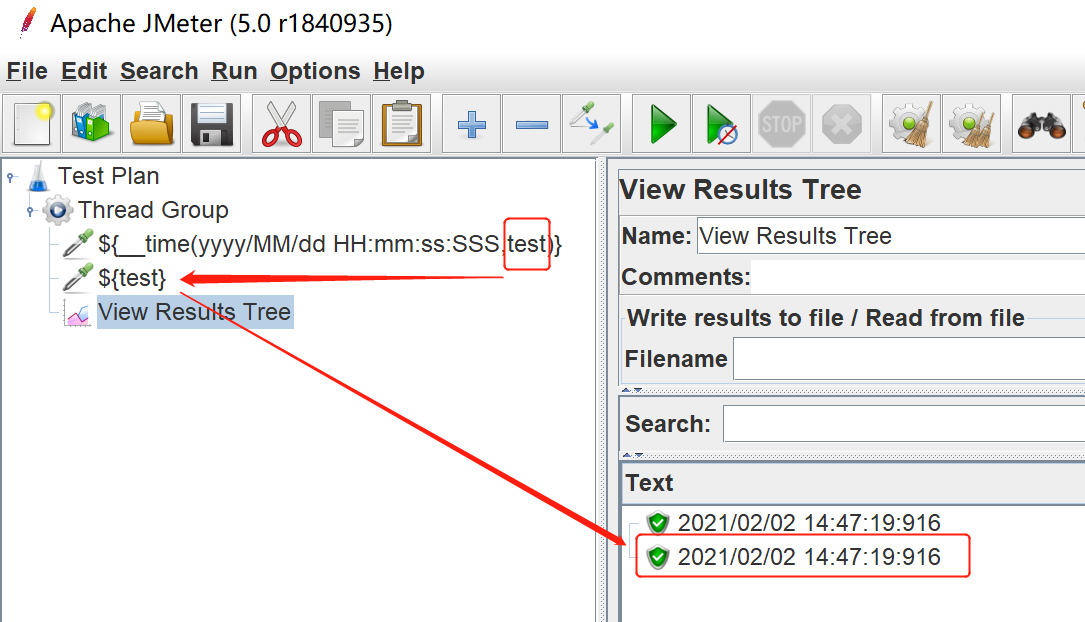 Apache JMeter (5.0 r1840935)
File Edit Search Run Options Help
STOP
Test Plan
Thread Group
${__time(yyyy/MM/dd HH:mm:ss:SSS,test)}
${test}
View Results Tree
View Results Tree
Name: View Results Tree
Comments:
Write results to file / Read from file
Filename
Search:
Text
2021/02/02 14:47:19:916
2021/02/02 14:47:19:916